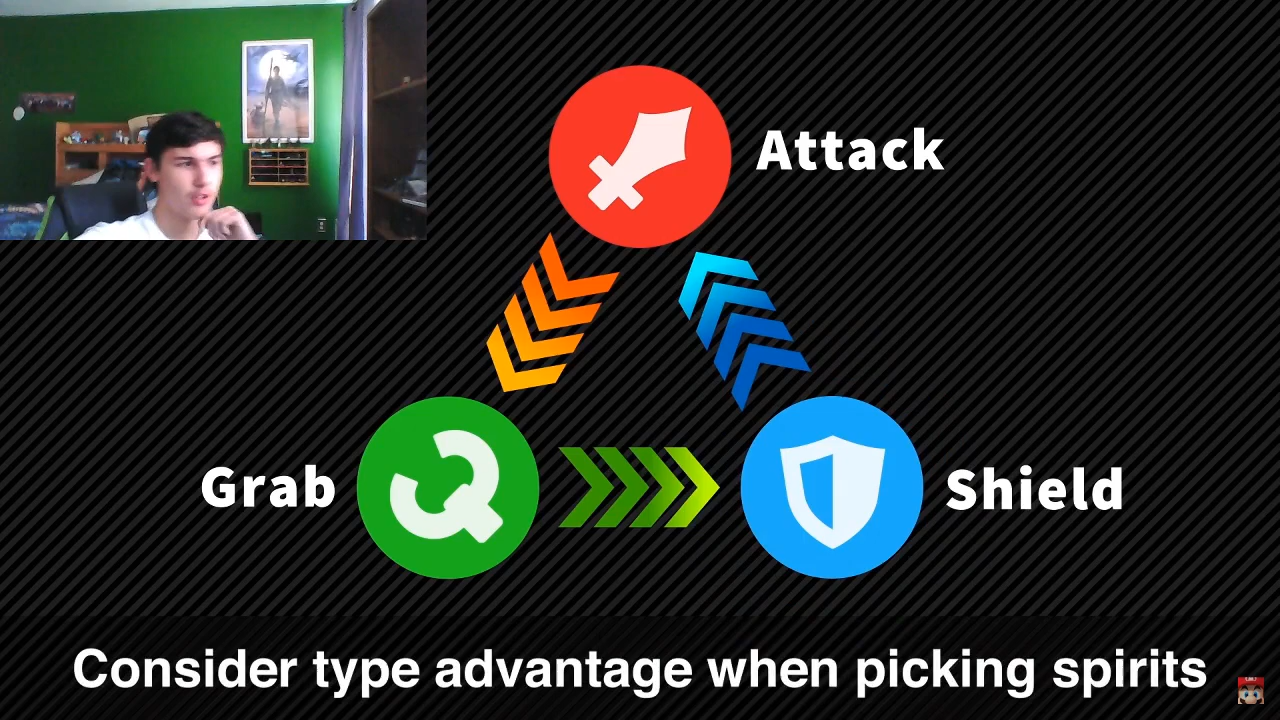 Attack
Grab
Shield
Consider type advantage when picking spirits